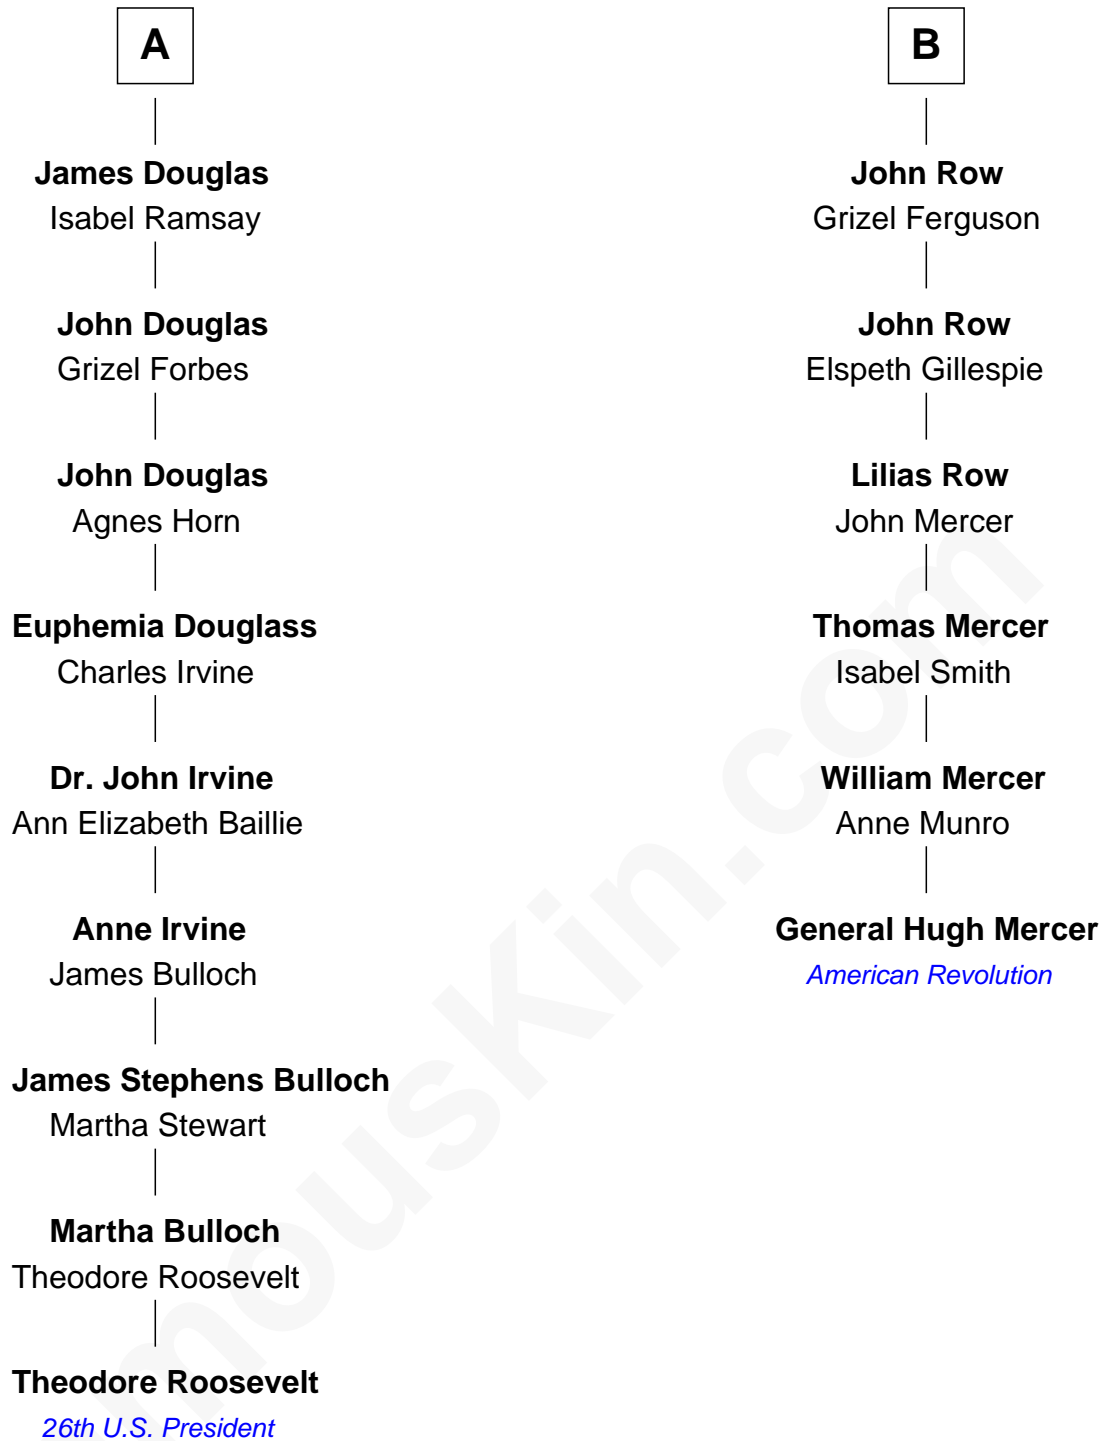 A
James Douglas
Isabel Ramsay
John Douglas
Grizel Forbes
John Douglas
Agnes Horn
Euphemia Douglass
Charles Irvine
Dr. John Irvine
Ann Elizabeth Baillie
Anne Irvine
James Bulloch
James Stephens Bulloch
Martha Stewart
Martha Bulloch
Theodore Roosevelt
Theodore Roosevelt
26th U.S. President
B
John Row
Grizel Ferguson
John Row
Elspeth Gillespie
Lilias Row
John Mercer
Thomas Mercer
Isabel Smith
William Mercer
Anne Munro
General Hugh Mercer
American Revolution
mousKin.com